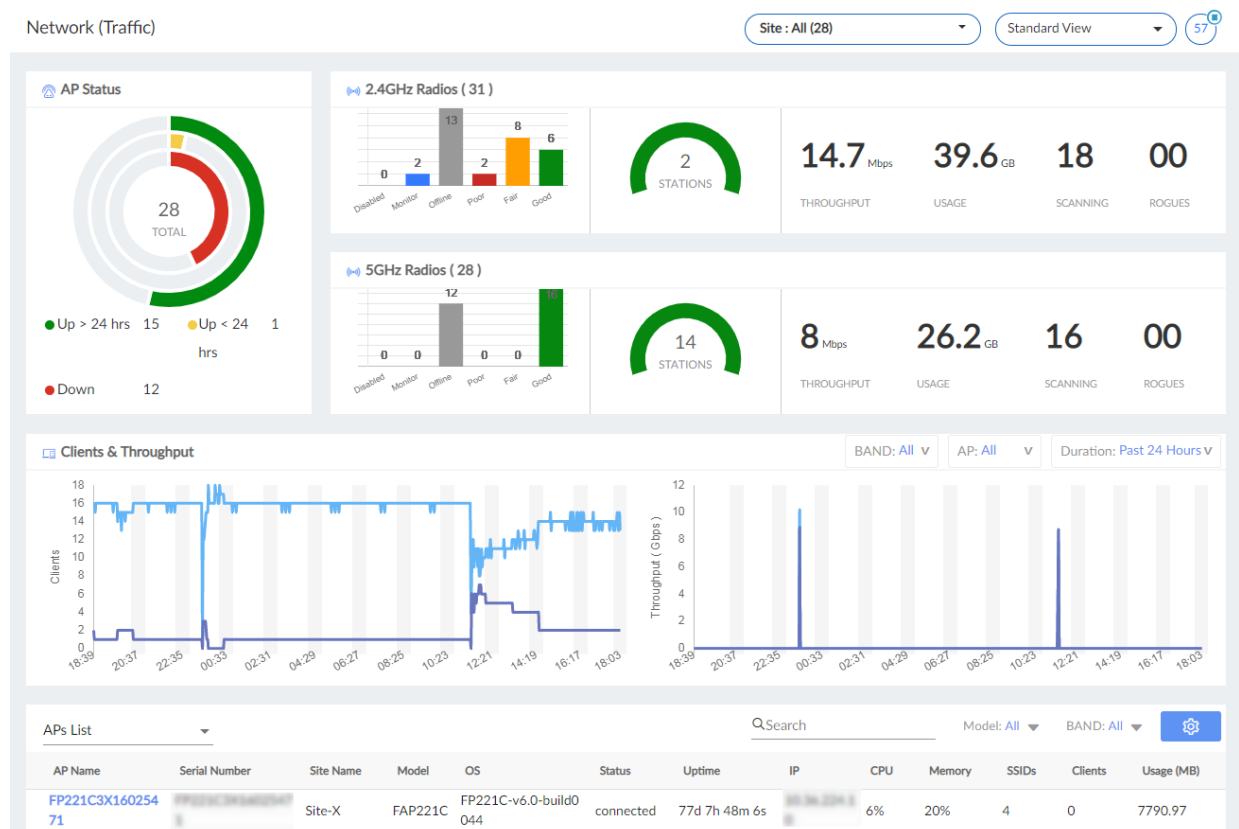 Network (Traffic)
Site : All (28)
Standard View
57
AP Status
28
TOTAL
Up > 24 hrs 15
Up < 24 hrs 1
Down 12
2.4GHz Radios ( 31 )
0 2 13 2 8 6
Disabled Monitor Offline Poor Fair Good
2
STATIONS
14.7 Mbps 39.6 GB 18 00
THROUGHPUT USAGE SCANNING ROGUES
5GHz Radios ( 28 )
0 0 12 0 0 16
Disabled Monitor Offline Poor Fair Good
14
STATIONS
8 Mbps 26.2 GB 16 00
THROUGHPUT USAGE SCANNING ROGUES
Clients & Throughput
BAND: All V
AP: All V
Duration: Past 24 Hours V
Clients
18
16
14
12
10
8
6
4
2
0
18:39 20:37 22:35 00:33 02:31 04:29 06:27 08:25 10:23 12:21 14:19 16:17 18:03
Throughput ( Gbps )
12
10
8
6
4
2
0
18:39 20:37 22:35 00:33 02:31 04:29 06:27 08:25 10:23 12:21 14:19 16:17 18:03
APs List
Search
Model: All
BAND: All
AP Name Serial Number Site Name Model OS Status Uptime IP CPU Memory SSIDs Clients Usage (MB)
FP221C3X160254
71
Site-X
FAP221C
FP221C-v6.0-build0
044
connected
77d 7h 48m 6s
6%
20%
4
0
7790.97